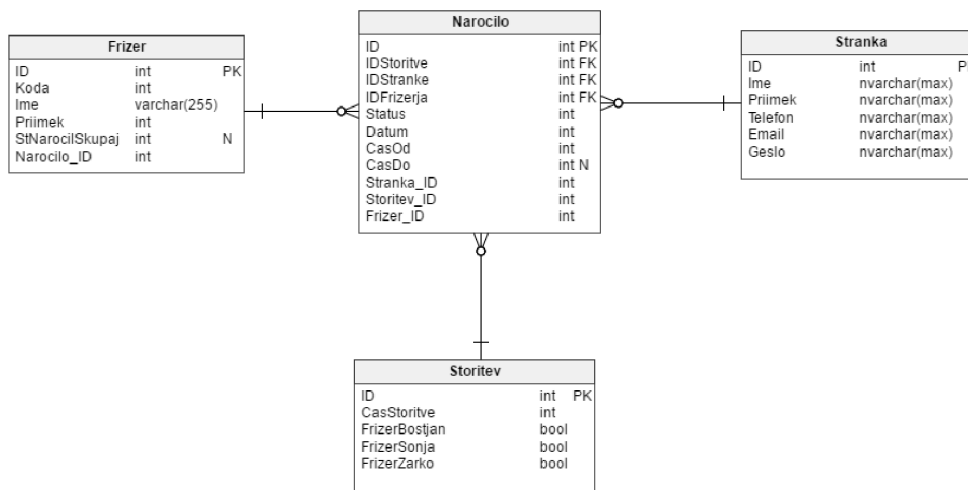 Frizer
ID int PK
Koda int
Ime varchar(255)
Priimek int
StNarocilSkupaj int N
Narocilo_ID int
Narocilo
ID int PK
IDStoritve int FK
IDStranke int FK
IDFrizerja int FK
Status int
Datum int
CasOd int
CasDo int N
Stranka_ID int
Storitev_ID int
Frizer_ID int
Stranka
ID int P
Ime nvarchar(max)
Priimek nvarchar(max)
Telefon nvarchar(max)
Email nvarchar(max)
Geslo nvarchar(max)
Storitev
ID int PK
CasStoritve int
FrizerBostjan bool
FrizerSonja bool
FrizerZarko bool